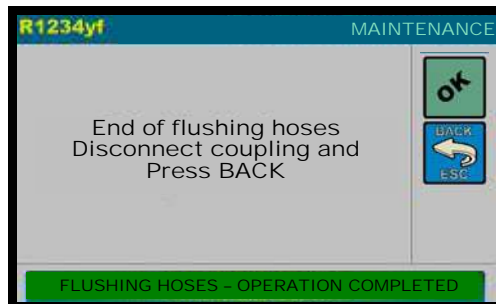 R1234yf
MAINTENANCE
OK
End of flushing hoses
Disconnect coupling and
Press BACK
BACK
ESC
FLUSHING HOSES - OPERATION COMPLETED